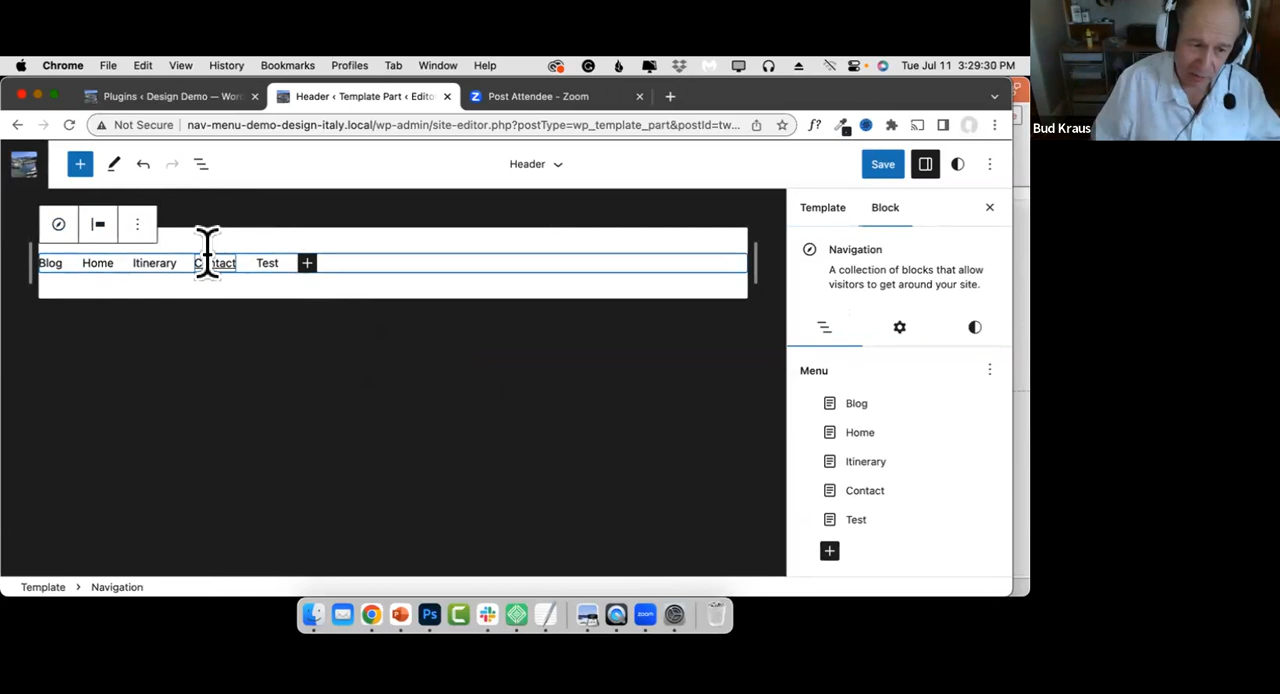 Chrome File Edit View History Bookmarks Profiles Tab Window Help Tue Jul 11 3:29:30 PM
Plugins ‹ Design Demo — Wor
Header ‹ Template Part ‹ Edito
Post Attendee - Zoom
Not Secure nav-menu-demo-design-italy.local/wp-admin/site-editor.php?postType=wp_template_part&postId=tw...
Bud Kraus
Header
Save
Template Block
Navigation
A collection of blocks that allow
visitors to get around your site.
Blog Home Itinerary Contact Test
Menu
Blog
Home
Itinerary
Contact
Test
Template > Navigation
Ps
zoom